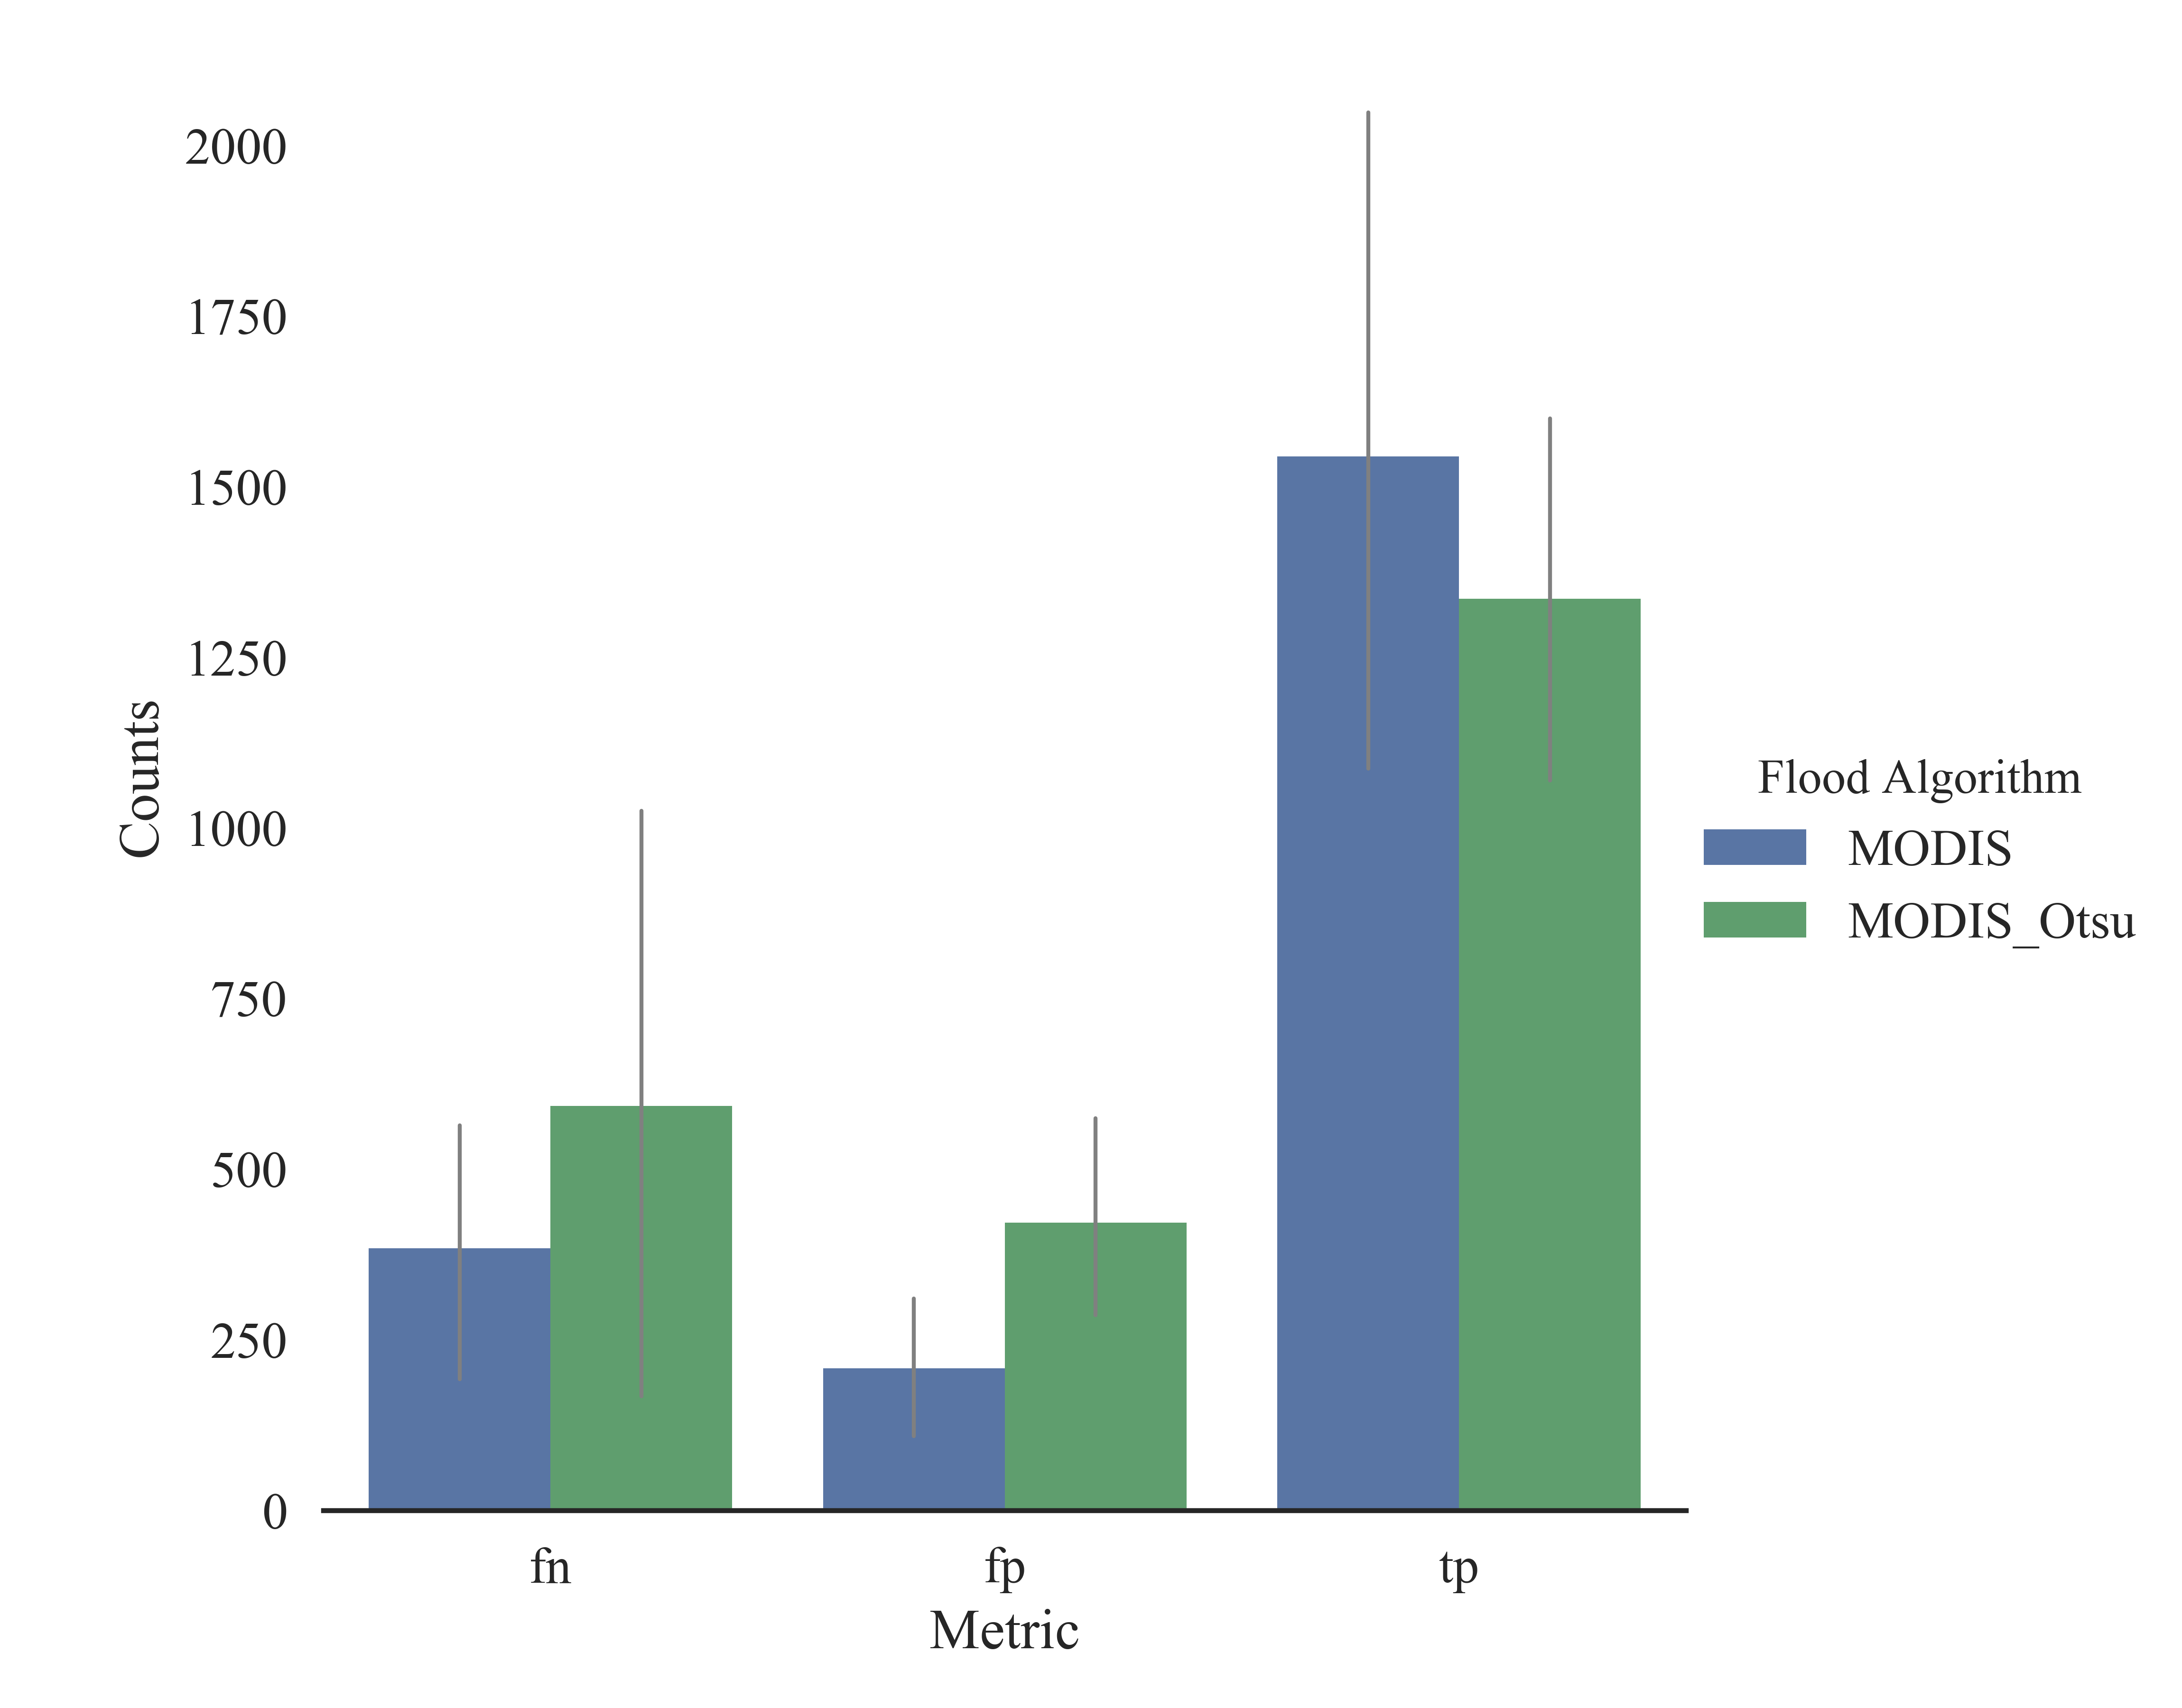 2000
1750
1500
1250
1000
750
500
250
0
Counts
fn
fp
tp
Metric
Flood Algorithm
MODIS
MODIS_Otsu